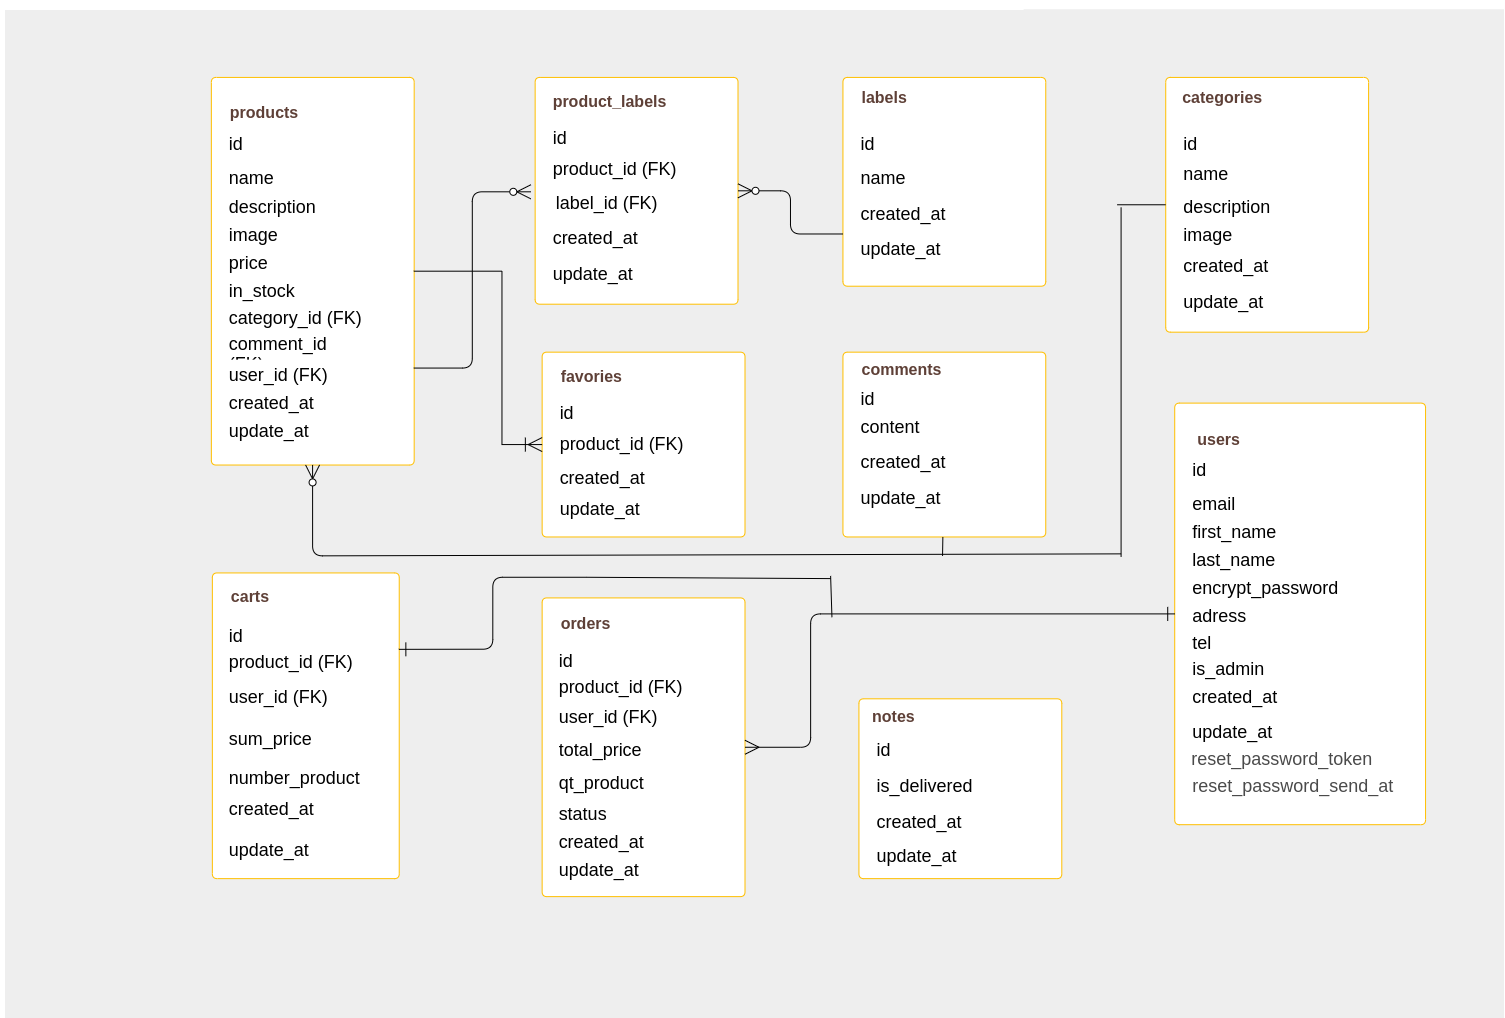 products
id
name
description
image
price
in_stock
category_id (FK)
comment_id
user_id (FK)
created_at
update_at
product_labels
id
product_id (FK)
label_id (FK)
created_at
update_at
labels
id
name
created_at
update_at
categories
id
name
description
image
created_at
update_at
favories
id
product_id (FK)
created_at
update_at
comments
id
content
created_at
update_at
users
id
email
first_name
last_name
encrypt_password
adress
tel
is_admin
created_at
update_at
reset_password_token
reset_password_send_at
carts
id
product_id (FK)
user_id (FK)
sum_price
number_product
created_at
update_at
orders
id
product_id (FK)
user_id (FK)
total_price
qt_product
status
created_at
update_at
notes
id
is_delivered
created_at
update_at